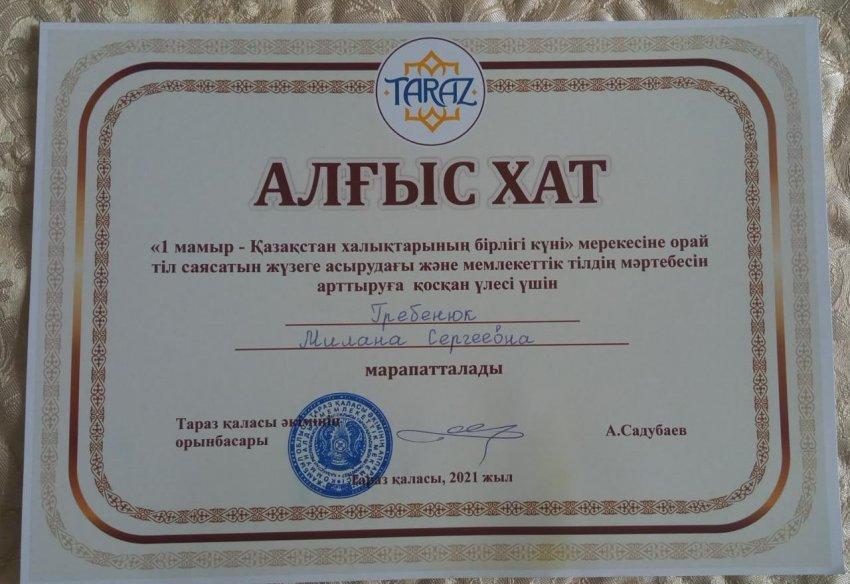 TARAZ
АЛҒЫС ХАТ
«1 мамыр - Қазақстан халықтарының бірлігі күні» мерекесіне орай
тіл саясатын жүзеге асырудағы және мемлекеттік тілдің мәртебесін
арттыруға қосқан үлесі үшін
Гребенюк
Милана Сергеевна
марапатталады
Тараз қаласы әкімінің
орынбасары
А.Садубаев
Тараз қаласы, 2021 жыл